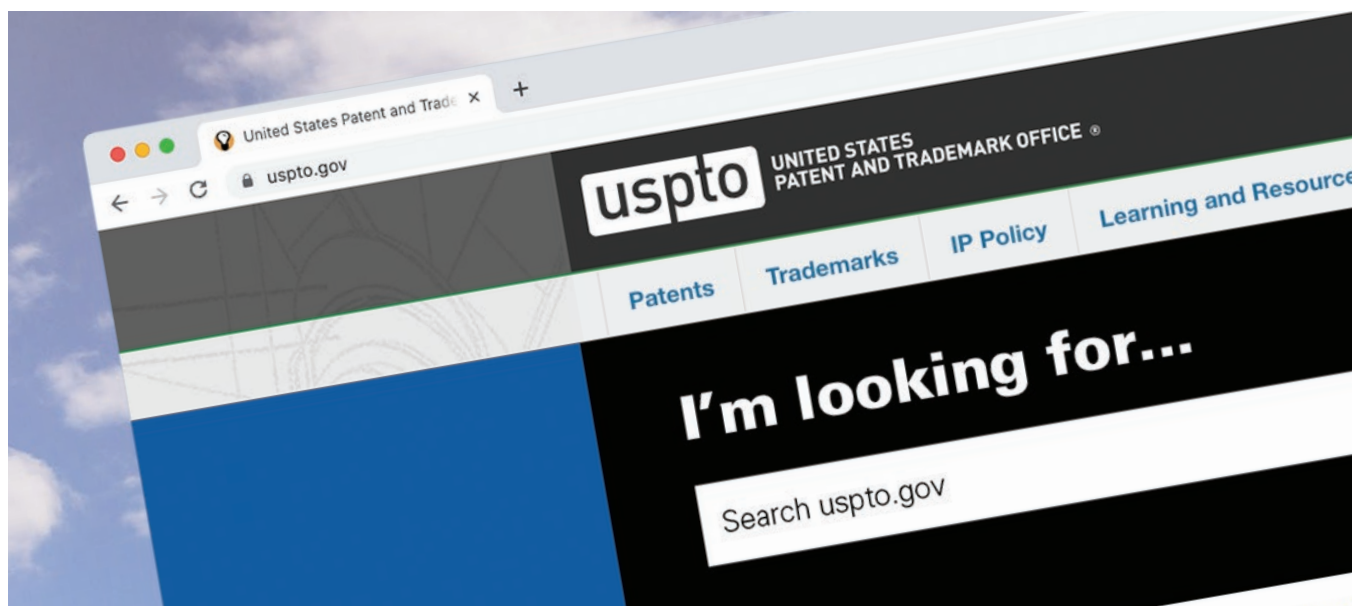 United States Patent and Trade
uspto.gov
uspto
UNITED STATES
PATENT AND TRADEMARK OFFICE ®
Patents
Trademarks
IP Policy
Learning and Resource
I'm looking for...
Search uspto.gov